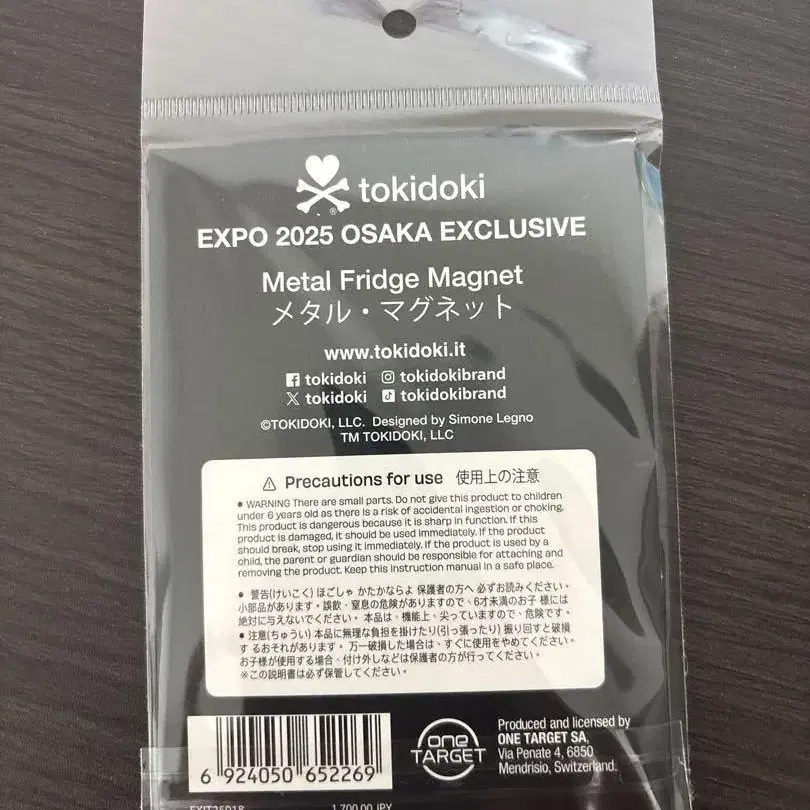 tokidoki
EXPO 2025 OSAKA EXCLUSIVE
Metal Fridge Magnet
メタル・マグネット
www.tokidoki.it
tokidoki tokidokibrand
tokidoki tokidokibrand
©TOKIDOKI, LLC. Designed by Simone Legno
TM TOKIDOKI, LLC
Precautions for use 使用上の注意
● WARNING There are small parts. Do not give this product to children
under 6 years old as there is a risk of accidental ingestion or choking.
This product is dangerous because it is sharp in function. If this
product is damaged, it should be used immediately. If the product
should break, stop using it immediately. If the product is used by a
child, the parent or guardian should be responsible for attaching and
removing the product. Keep this instruction manual in a safe place.
● 警告(けいこく) ほごしゃ かたかならよ 保護者の方へ 必ずお読みください。
小部品があります。誤飲・窒息の危険がありますので、6才未満のお子 様には
絶対に与えないでください。 本品は、機能上、尖っていますので、危険です。
● 注意(ちゅうい) 本品に無理な負担を掛けたり(引っ張ったり) 振り回すと破損
す るおそれがあります。 万一破損した場合は、すぐに使用をやめてください。
お子様が使用する場合、付け外しなどは保護者の方が行ってください。
※この説明書は必ず保管してください。
6 924050 652269
one
TARGET
Produced and licensed by
ONE TARGET SA,
Via Penate 4, 6850
Mendrisio, Switzerland.
EXIT25018 1,700.00 JPY